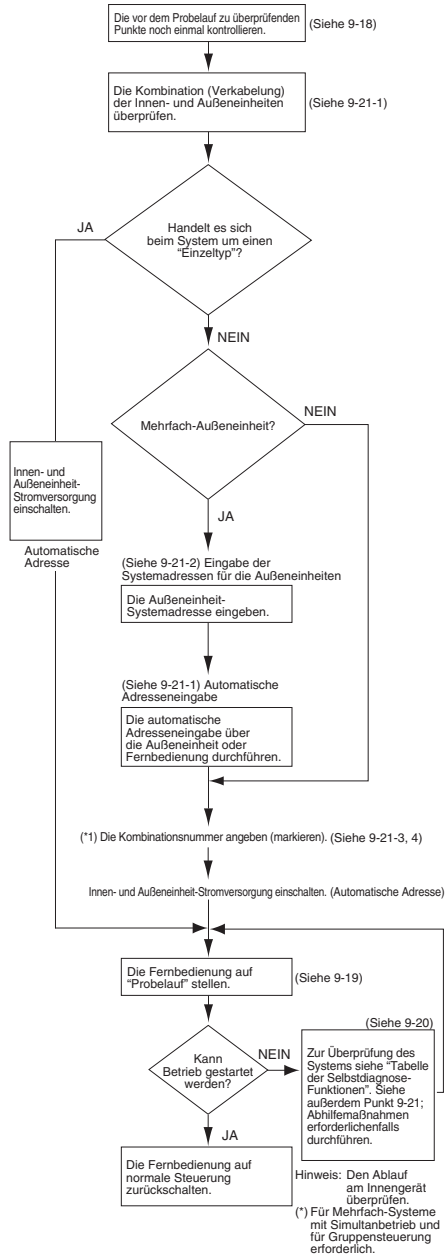 Die vor dem Probelauf zu überprüfenden
Punkte noch einmal kontrollieren.
(Siehe 9-18)
Die Kombination (Verkabelung)
der Innen- und Außeneinheiten
überprüfen.
(Siehe 9-21-1)
JA
Handelt es sich
beim System um einen
“Einzeltyp”?
NEIN
Mehrfach-Außeneinheit?
NEIN
Innen- und
Außeneinheit-
Stromversorgung
einschalten.
Automatische
Adresse
JA
(Siehe 9-21-2) Eingabe der
Systemadressen für die Außeneinheiten
Die Außeneinheit-
Systemadresse eingeben.
(Siehe 9-21-1) Automatische
Adresseneingabe
Die automatische
Adresseneingabe über
die Außeneinheit oder
Fernbedienung durchführen.
(*1) Die Kombinationsnummer angeben (markieren). (Siehe 9-21-3, 4)
Innen- und Außeneinheit-Stromversorgung einschalten. (Automatische Adresse)
Die Fernbedienung auf
“Probelauf” stellen.
(Siehe 9-19)
Kann
Betrieb gestartet
werden?
NEIN
(Siehe 9-20)
Zur Überprüfung des
Systems siehe “Tabelle
der Selbstdiagnose-
Funktionen”. Siehe
außerdem Punkt 9-21;
Abhilfemaßnahmen
erforderlichenfalls
durchführen.
JA
Die Fernbedienung auf
normale Steuerung
zurückschalten.
Hinweis: Den Ablauf
am Innengerät
überprüfen.
(*) Für Mehrfach-Systeme
mit Simultanbetrieb und
für Gruppensteuerung
erforderlich.